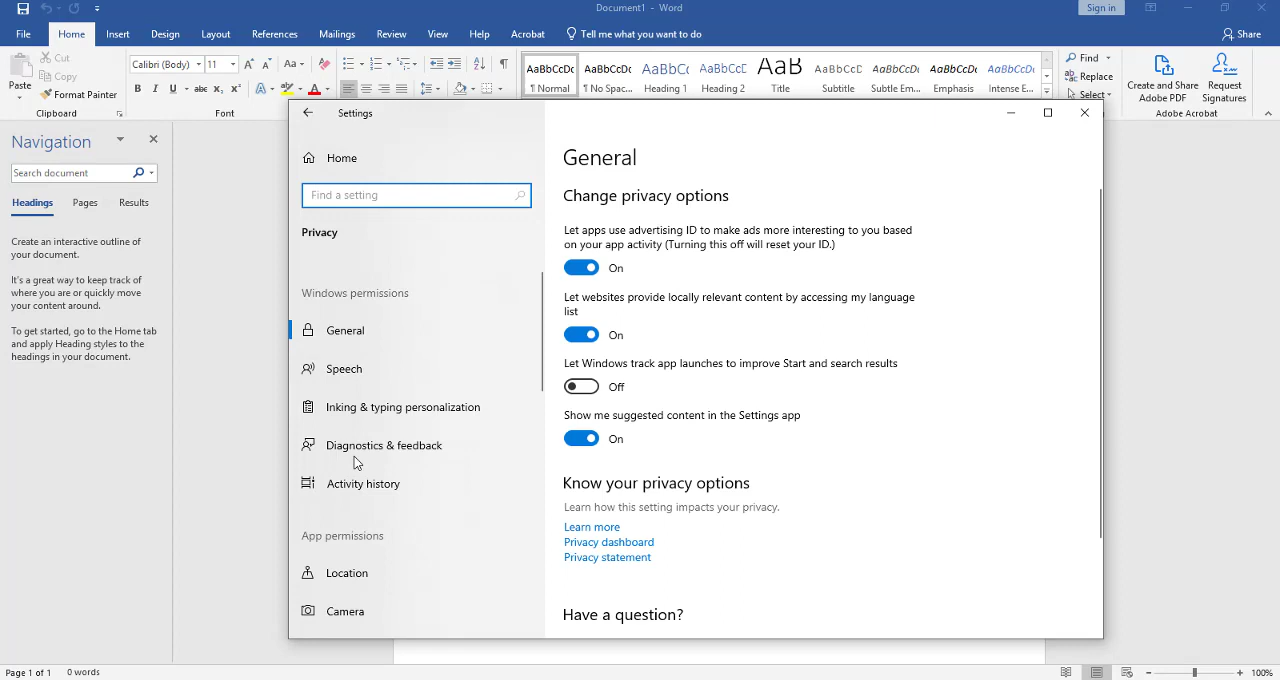 Document1 - Word
Sign in
File Home Insert Design Layout References Mailings Review View Help Acrobat Tell me what you want to do Share
Paste
Cut
Copy
Format Painter
Clipboard
Calibri (Body) 11 Aa
B I U abc x₂ x² A A
Font
AaBbCcDc
¶ Normal
AaBbCcDc
¶ No Spac...
AaBbCc
Heading 1
AaBbCcE
Heading 2
AaB
Title
AaBbCcD
Subtitle
AaBbCcDc
Subtle Em...
AaBbCcDc
Emphasis
AaBbCcDc
Intense E...
Find
Replace
Select
Create and Share
Adobe PDF
Request
Signatures
Adobe Acrobat
Navigation
Search document
Headings Pages Results
Create an interactive outline of
your document.
It's a great way to keep track of
where you are or quickly move
your content around.
To get started, go to the Home tab
and apply Heading styles to the
headings in your document.
Settings
Home
Find a setting
Privacy
Windows permissions
General
Speech
Inking & typing personalization
Diagnostics & feedback
Activity history
App permissions
Location
Camera
General
Change privacy options
Let apps use advertising ID to make ads more interesting to you based
on your app activity (Turning this off will reset your ID.)
On
Let websites provide locally relevant content by accessing my language
list
On
Let Windows track app launches to improve Start and search results
Off
Show me suggested content in the Settings app
On
Know your privacy options
Learn how this setting impacts your privacy.
Learn more
Privacy dashboard
Privacy statement
Have a question?
Page 1 of 1 0 words
100%